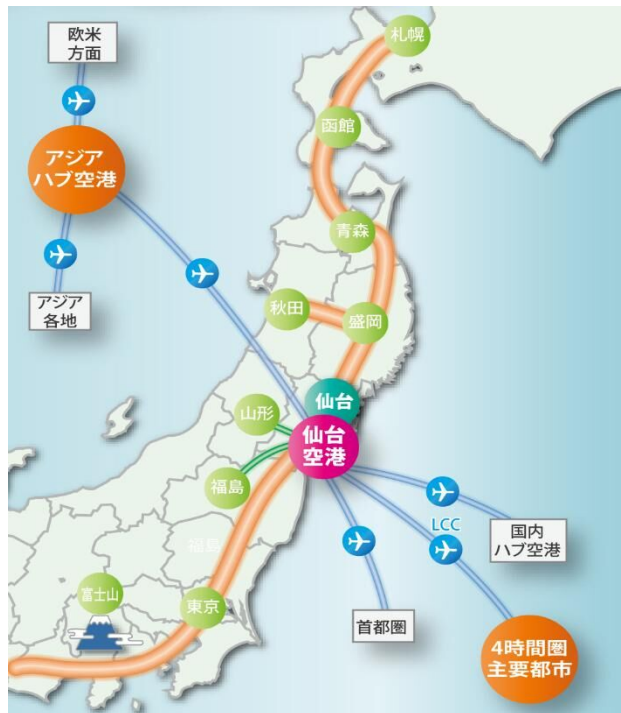 欧米
方面
札幌
函館
アジア
ハブ空港
青森
アジア
各地
秋田
盛岡
仙台
山形
仙台
空港
福島
LCC
国内
ハブ空港
福島
富士山
東京
首都圏
4時間圏
主要都市